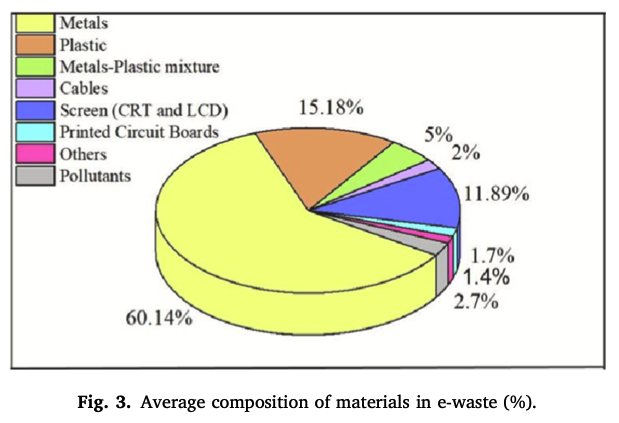 Metals
Plastic
Metals-Plastic mixture
Cables
Screen (CRT and LCD)
Printed Circuit Boards
Others
Pollutants
15.18%
5%
2%
11.89%
1.7%
1.4%
2.7%
60.14%
Fig. 3. Average composition of materials in e-waste (%).